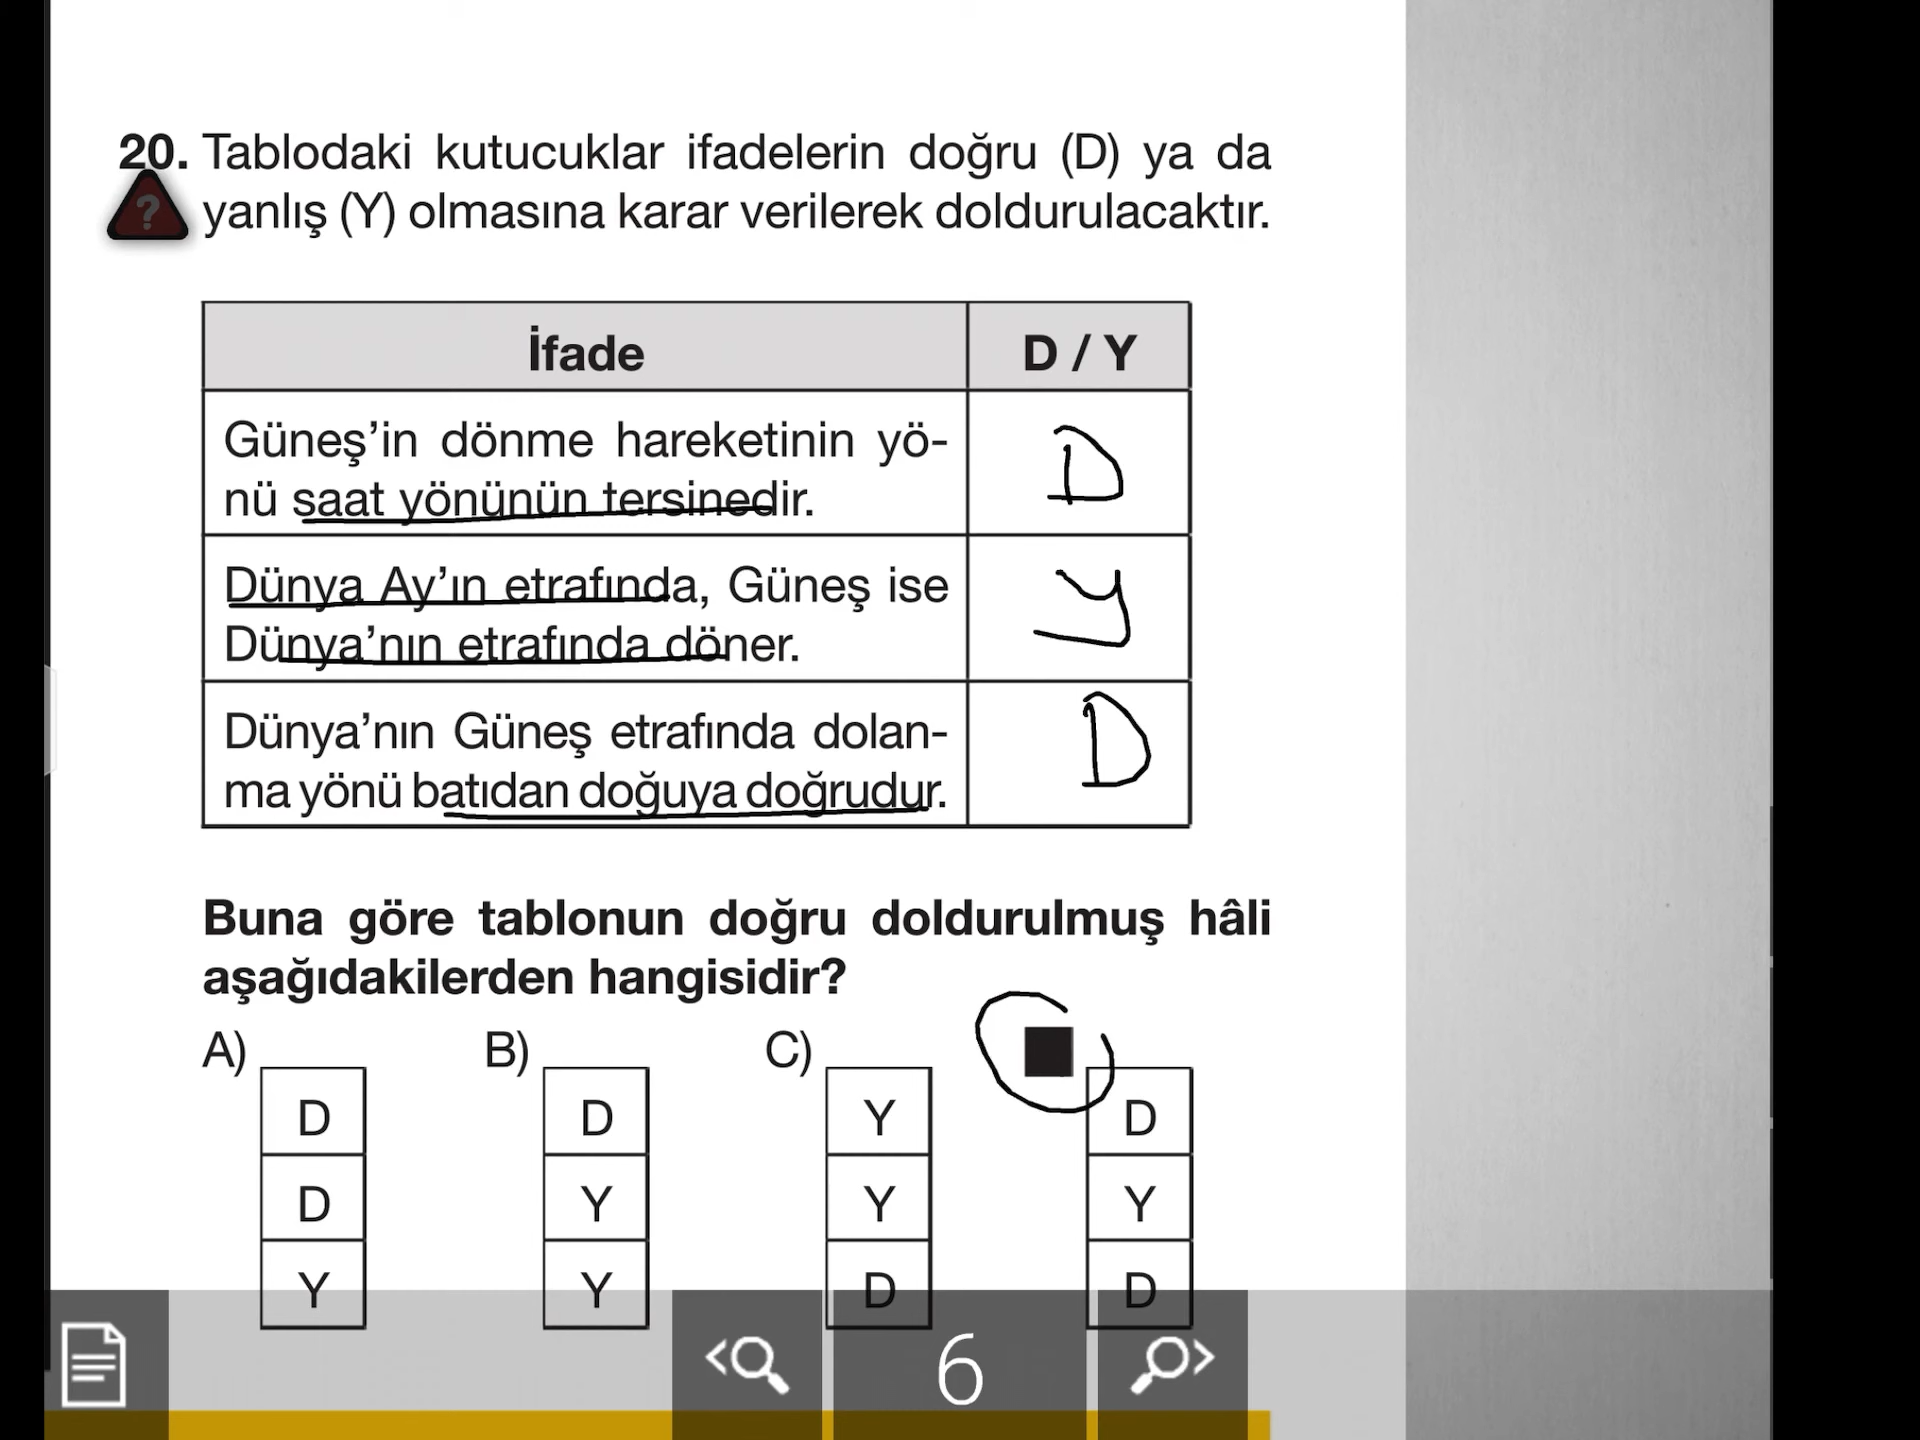 20. Tablodaki kutucuklar ifadelerin doğru (D) ya da
? yanlış (Y) olmasına karar verilerek doldurulacaktır.
İfade D / Y
Güneş’in dönme hareketinin yö-
nü saat yönünün tersinedir. D
Dünya Ay’ın etrafında, Güneş ise
Dünya’nın etrafında döner. Y
Dünya’nın Güneş etrafında dolan-
ma yönü batıdan doğuya doğrudur. D
Buna göre tablonun doğru doldurulmuş hâli
aşağıdakilerden hangisidir?
A) B) C)
D D Y D
D Y Y Y
Y Y D D
6